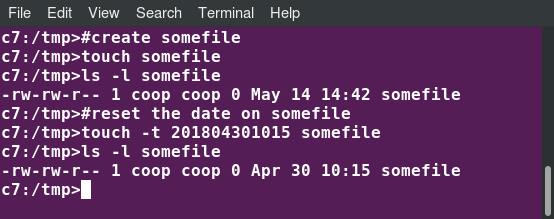 File Edit View Search Terminal Help
c7:/tmp>#create somefile
c7:/tmp>touch somefile
c7:/tmp>ls -l somefile
-rw-rw-r-- 1 coop coop 0 May 14 14:42 somefile
c7:/tmp>#reset the date on somefile
c7:/tmp>touch -t 201804301015 somefile
c7:/tmp>ls -l somefile
-rw-rw-r-- 1 coop coop 0 Apr 30 10:15 somefile
c7:/tmp>